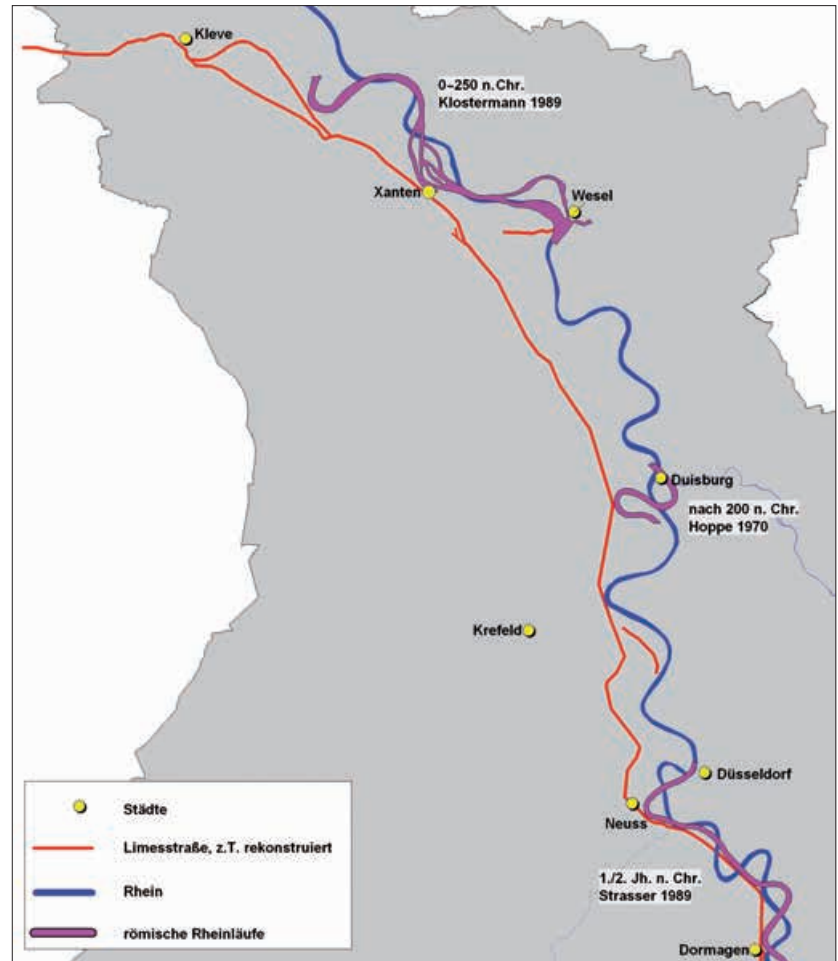 Kleve
0–250 n.Chr.
Klostermann 1989
Xanten
Wesel
Duisburg
nach 200 n. Chr.
Hoppe 1970
Krefeld
Düsseldorf
Neuss
1./2. Jh. n. Chr.
Strasser 1989
Dormagen
Städte
Limesstraße, z.T. rekonstruiert
Rhein
römische Rheinläufe